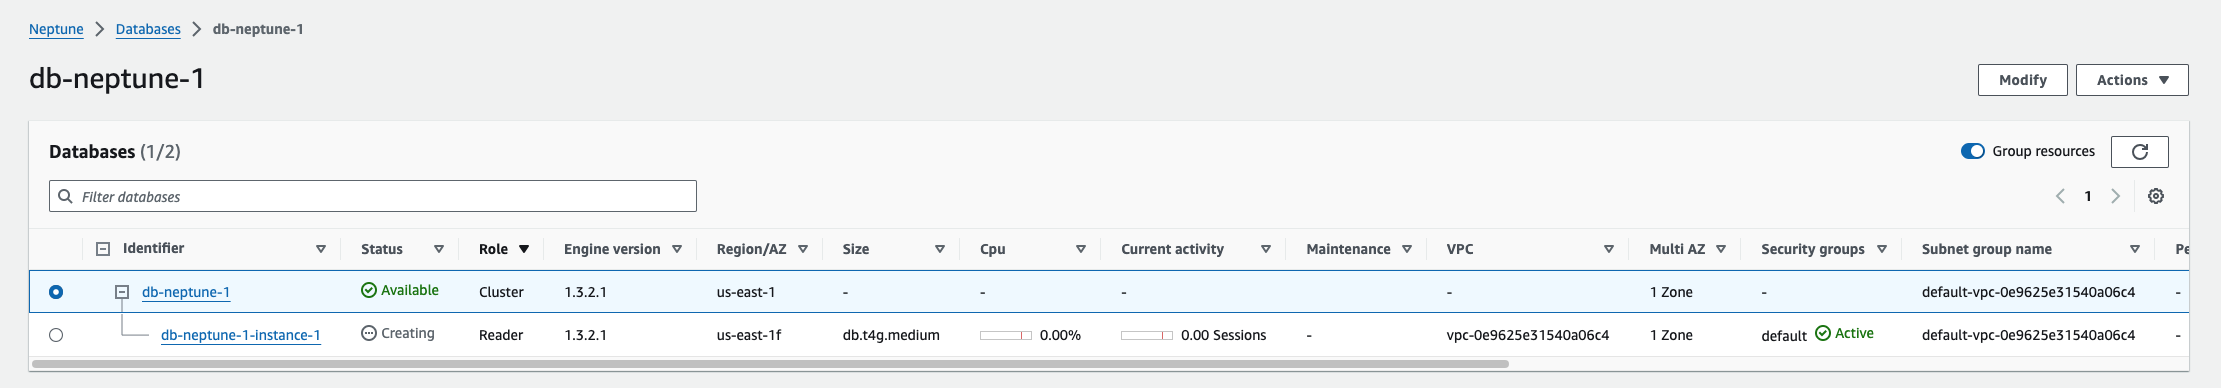 Neptune > Databases > db-neptune-1
db-neptune-1
Modify Actions
Databases (1/2)
Group resources
Filter databases
1
Identifier Status Role Engine version Region/AZ Size Cpu Current activity Maintenance VPC Multi AZ Security groups Subnet group name Pe
db-neptune-1 Available Cluster 1.3.2.1 us-east-1 - - - - 1 Zone - default-vpc-0e9625e31540a06c4 -
db-neptune-1-instance-1 Creating Reader 1.3.2.1 us-east-1f db.t4g.medium 0.00% 0.00 Sessions - vpc-0e9625e31540a06c4 1 Zone default Active default-vpc-0e9625e31540a06c4 -